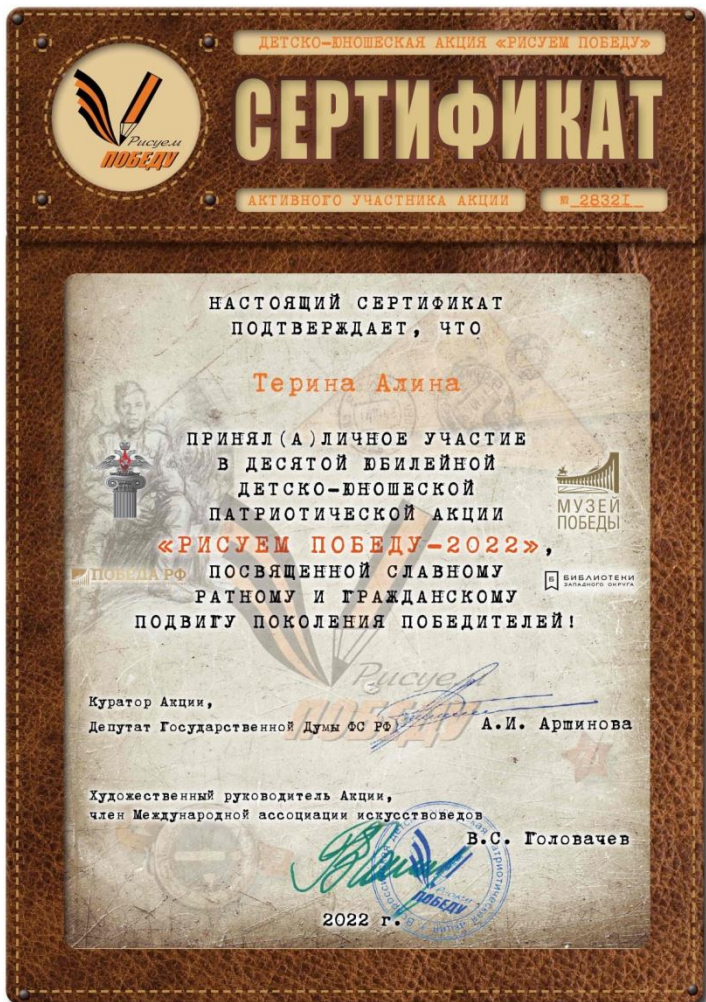 ДЕТСКО-ЮНОШЕСКАЯ АКЦИЯ «РИСУЕМ ПОБЕДУ»
Рисуем
ПОБЕДУ
СЕРТИФИКАТ
АКТИВНОГО УЧАСТНИКА АКЦИИ
№ 28321
НАСТОЯЩИЙ СЕРТИФИКАТ
ПОДТВЕРЖДАЕТ, ЧТО
Терина Алина
ПРИНЯЛ(А)ЛИЧНОЕ УЧАСТИЕ
В ДЕСЯТОЙ ЮБИЛЕЙНОЙ
ДЕТСКО-ЮНОШЕСКОЙ
ПАТРИОТИЧЕСКОЙ АКЦИИ
«РИСУЕМ ПОБЕДУ-2022»,
ПОСВЯЩЕННОЙ СЛАВНОМУ
РАТНОМУ И ГРАЖДАНСКОМУ
ПОДВИГУ ПОКОЛЕНИЯ ПОБЕДИТЕЛЕЙ!
МУЗЕЙ
ПОБЕДЫ
ПОБЕДА РФ
Б БИБЛИОТЕКИ
ЗАПАДНОГО ОКРУГА
Рисуем
ПОБЕДУ
Куратор Акции,
Депутат Государственной Думы ФС РФ
А.И. Аршинова
Художественный руководитель Акции,
член Международной ассоциации искусствоведов
В.С. Головачев
ПОБЕДУ
2022 г.